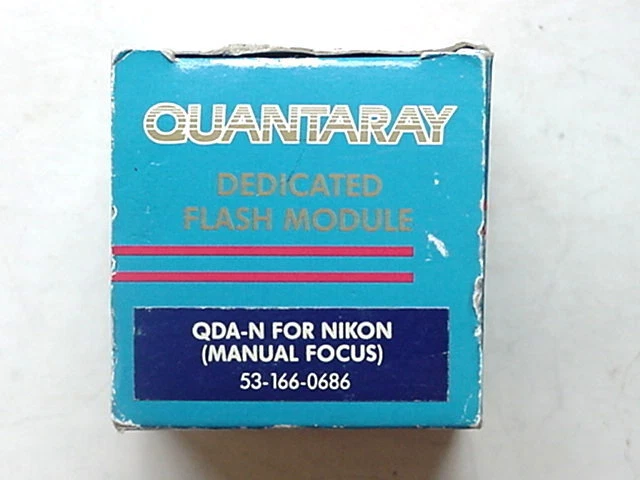 QUANTARAY
DEDICATED
FLASH MODULE
QDA-N FOR NIKON
(MANUAL FOCUS)
53-166-0686